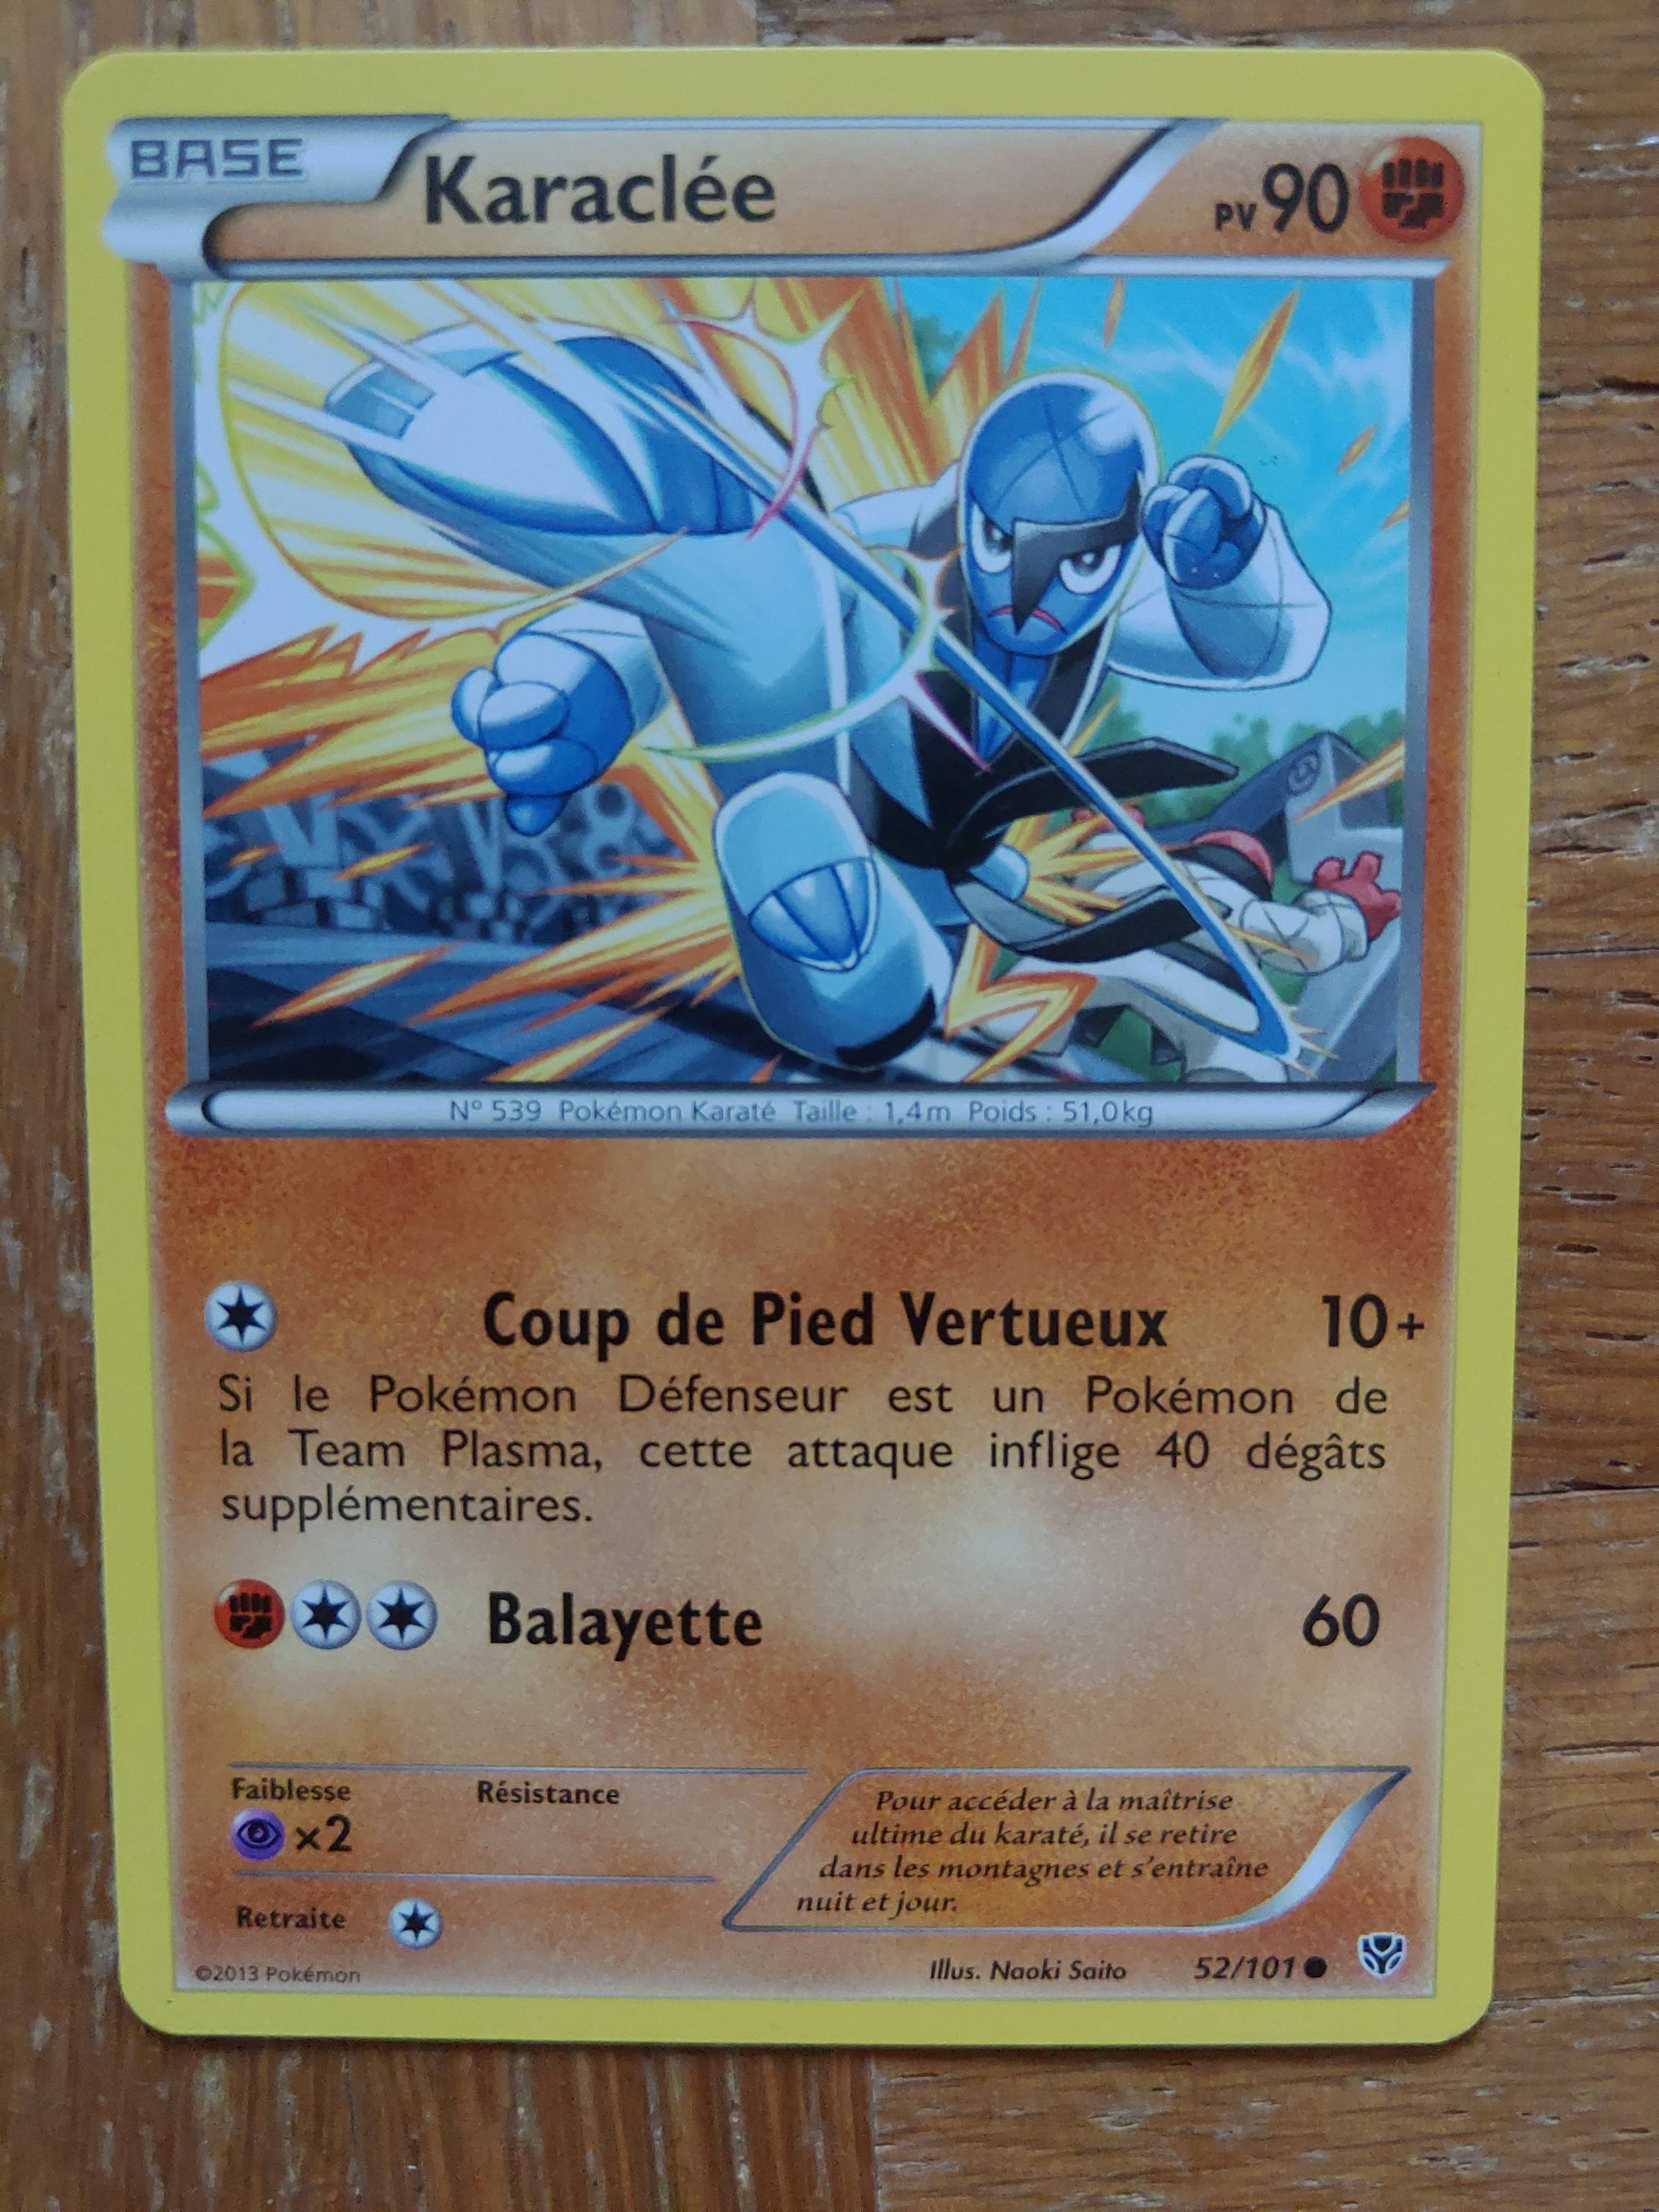 BASE
Karaclée
PV 90
N° 539 Pokémon Karaté Taille : 1,4m Poids : 51,0kg
Coup de Pied Vertueux 10+
Si le Pokémon Défenseur est un Pokémon de
la Team Plasma, cette attaque inflige 40 dégâts
supplémentaires.
Balayette 60
Faiblesse
×2
Résistance
Retraite
Pour accéder à la maîtrise
ultime du karaté, il se retire
dans les montagnes et s'entraîne
nuit et jour.
©2013 Pokémon
Illus. Naoki Saito
52/101